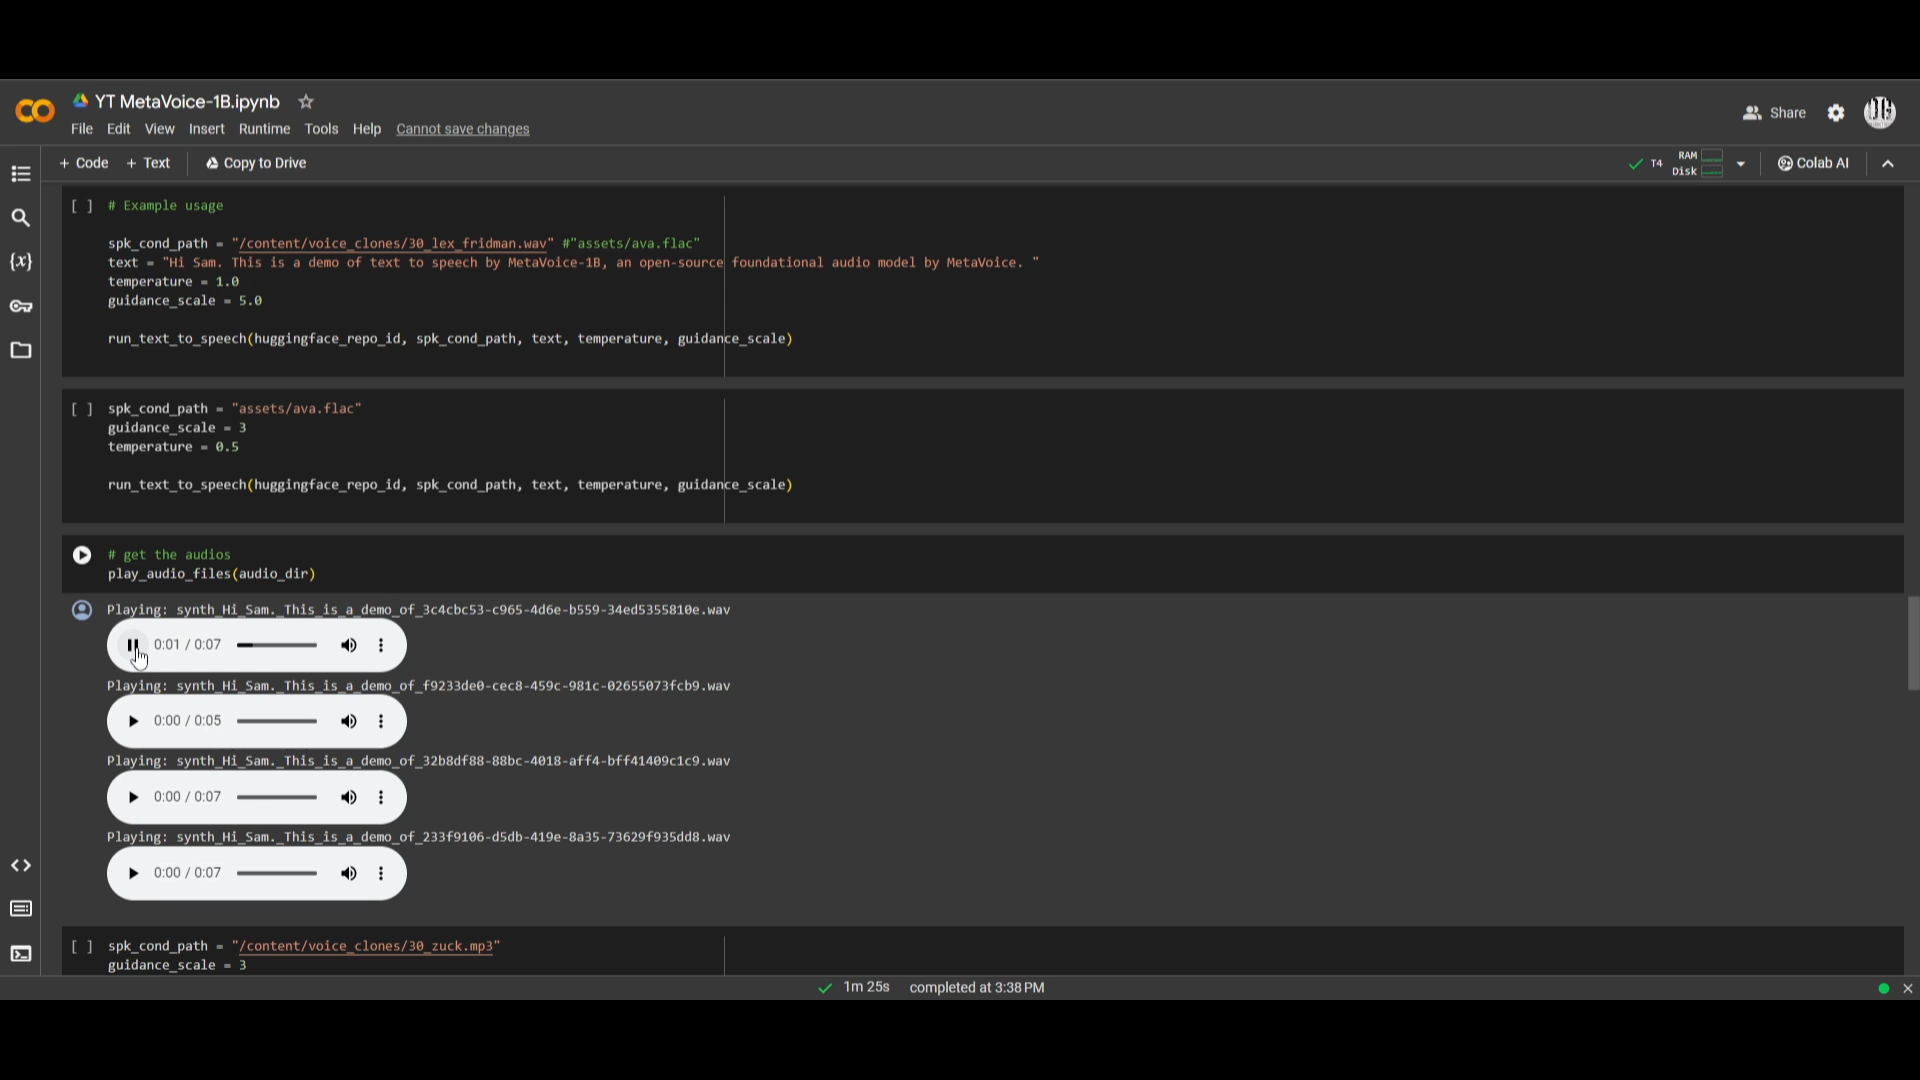 YT MetaVoice-1B.ipynb
File Edit View Insert Runtime Tools Help Cannot save changes
Share
+ Code + Text Copy to Drive
T4 RAM Disk Colab AI
[ ] # Example usage
spk_cond_path = "/content/voice_clones/30_lex_fridman.wav" #"assets/ava.flac"
text = "Hi Sam. This is a demo of text to speech by MetaVoice-1B, an open-source foundational audio model by MetaVoice. "
temperature = 1.0
guidance_scale = 5.0
run_text_to_speech(huggingface_repo_id, spk_cond_path, text, temperature, guidance_scale)
[ ] spk_cond_path = "assets/ava.flac"
guidance_scale = 3
temperature = 0.5
run_text_to_speech(huggingface_repo_id, spk_cond_path, text, temperature, guidance_scale)
# get the audios
play_audio_files(audio_dir)
Playing: synth_Hi_Sam._This_is_a_demo_of_3c4cbc53-c965-4d6e-b559-34ed5355810e.wav
0:01 / 0:07
Playing: synth_Hi_Sam._This_is_a_demo_of_f9233de0-cec8-459c-981c-02655073fcb9.wav
0:00 / 0:05
Playing: synth_Hi_Sam._This_is_a_demo_of_32b8df88-88bc-4018-aff4-bff41409c1c9.wav
0:00 / 0:07
Playing: synth_Hi_Sam._This_is_a_demo_of_233f9106-d5db-419e-8a35-73629f935dd8.wav
0:00 / 0:07
[ ] spk_cond_path = "/content/voice_clones/30_zuck.mp3"
guidance_scale = 3
1m 25s completed at 3:38 PM